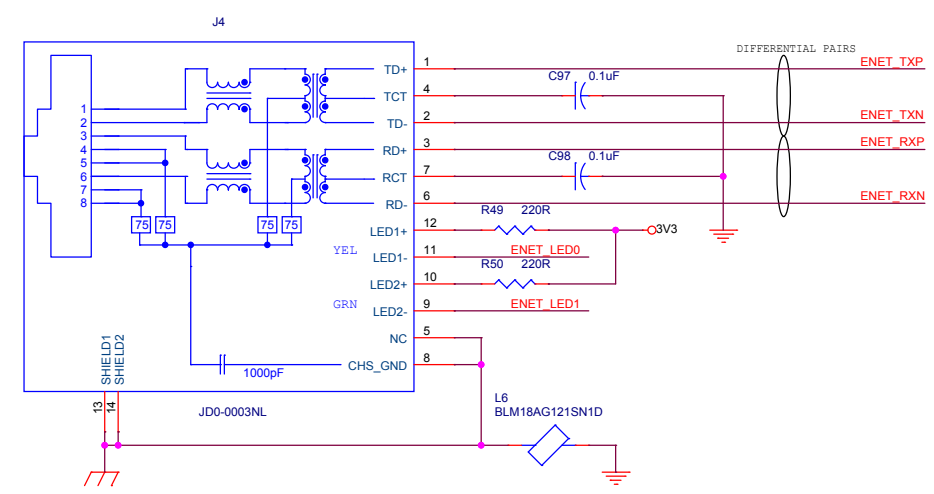 J4
DIFFERENTIAL PAIRS
TD+ 1 ENET_TXP
C97 0.1uF
TCT 4
1
2 TD- 2 ENET_TXN
3 RD+ 3 ENET_RXP
4
5 C98 0.1uF
6 RCT 7
7
8 RD- 6 ENET_RXN
75 75 75 75
R49 220R
LED1+ 12 3V3
YEL LED1- 11 ENET_LED0
R50 220R
LED2+ 10
GRN LED2- 9 ENET_LED1
NC 5
1000pF CHS_GND 8
SHIELD1
SHIELD2
13
14
JD0-0003NL
L6
BLM18AG121SN1D